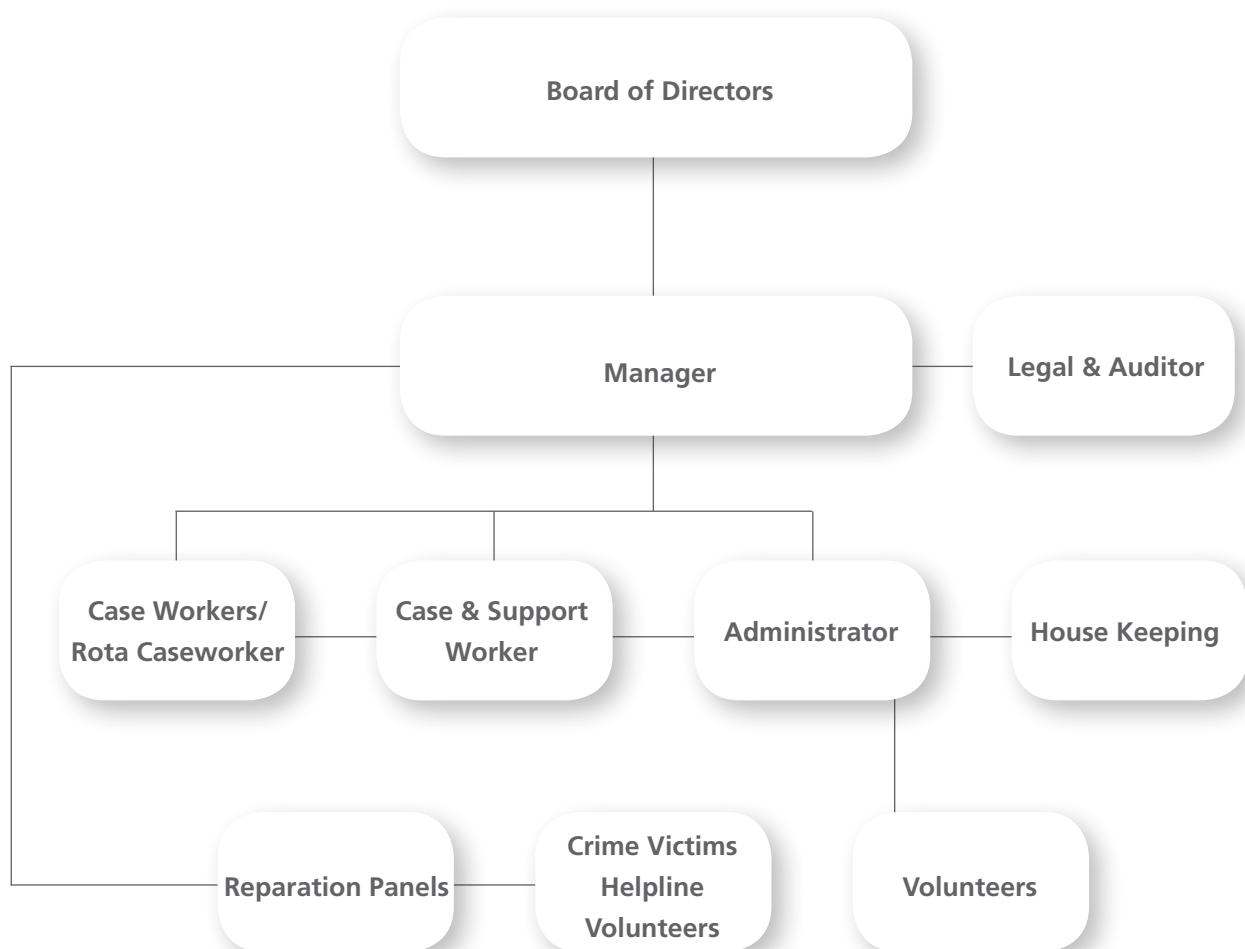 Board of Directors
Manager
Legal & Auditor
Case Workers/
Rota Caseworker
Case & Support
Worker
Administrator
House Keeping
Reparation Panels
Crime Victims
Helpline
Volunteers
Volunteers